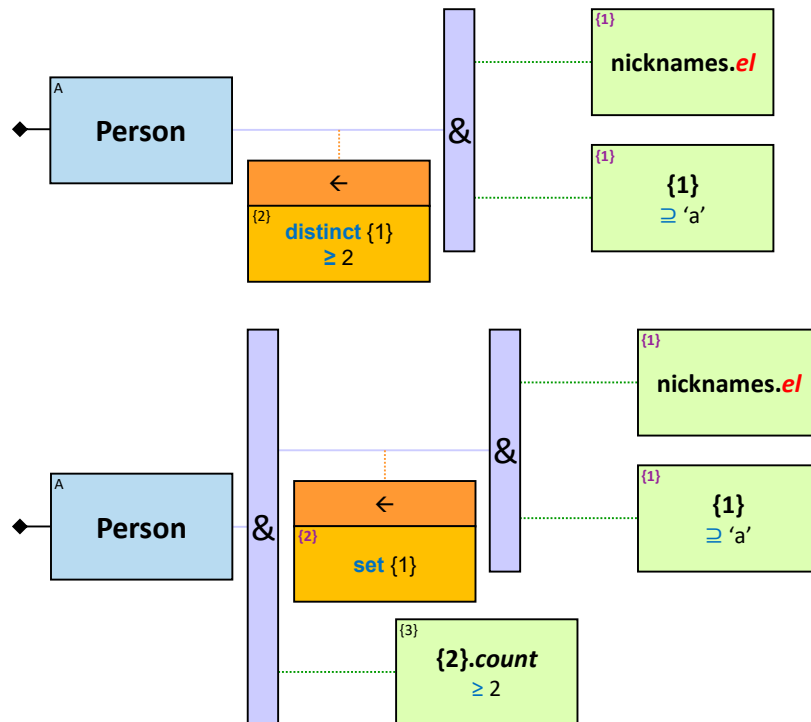 A
Person
&
{1}
nicknames.el
←
{2}
distinct {1}
≥ 2
{1}
{1}
⊇ ‘a’
A
Person
&
&
{1}
nicknames.el
←
{2}
set {1}
{1}
{1}
⊇ ‘a’
{3}
{2}.count
≥ 2